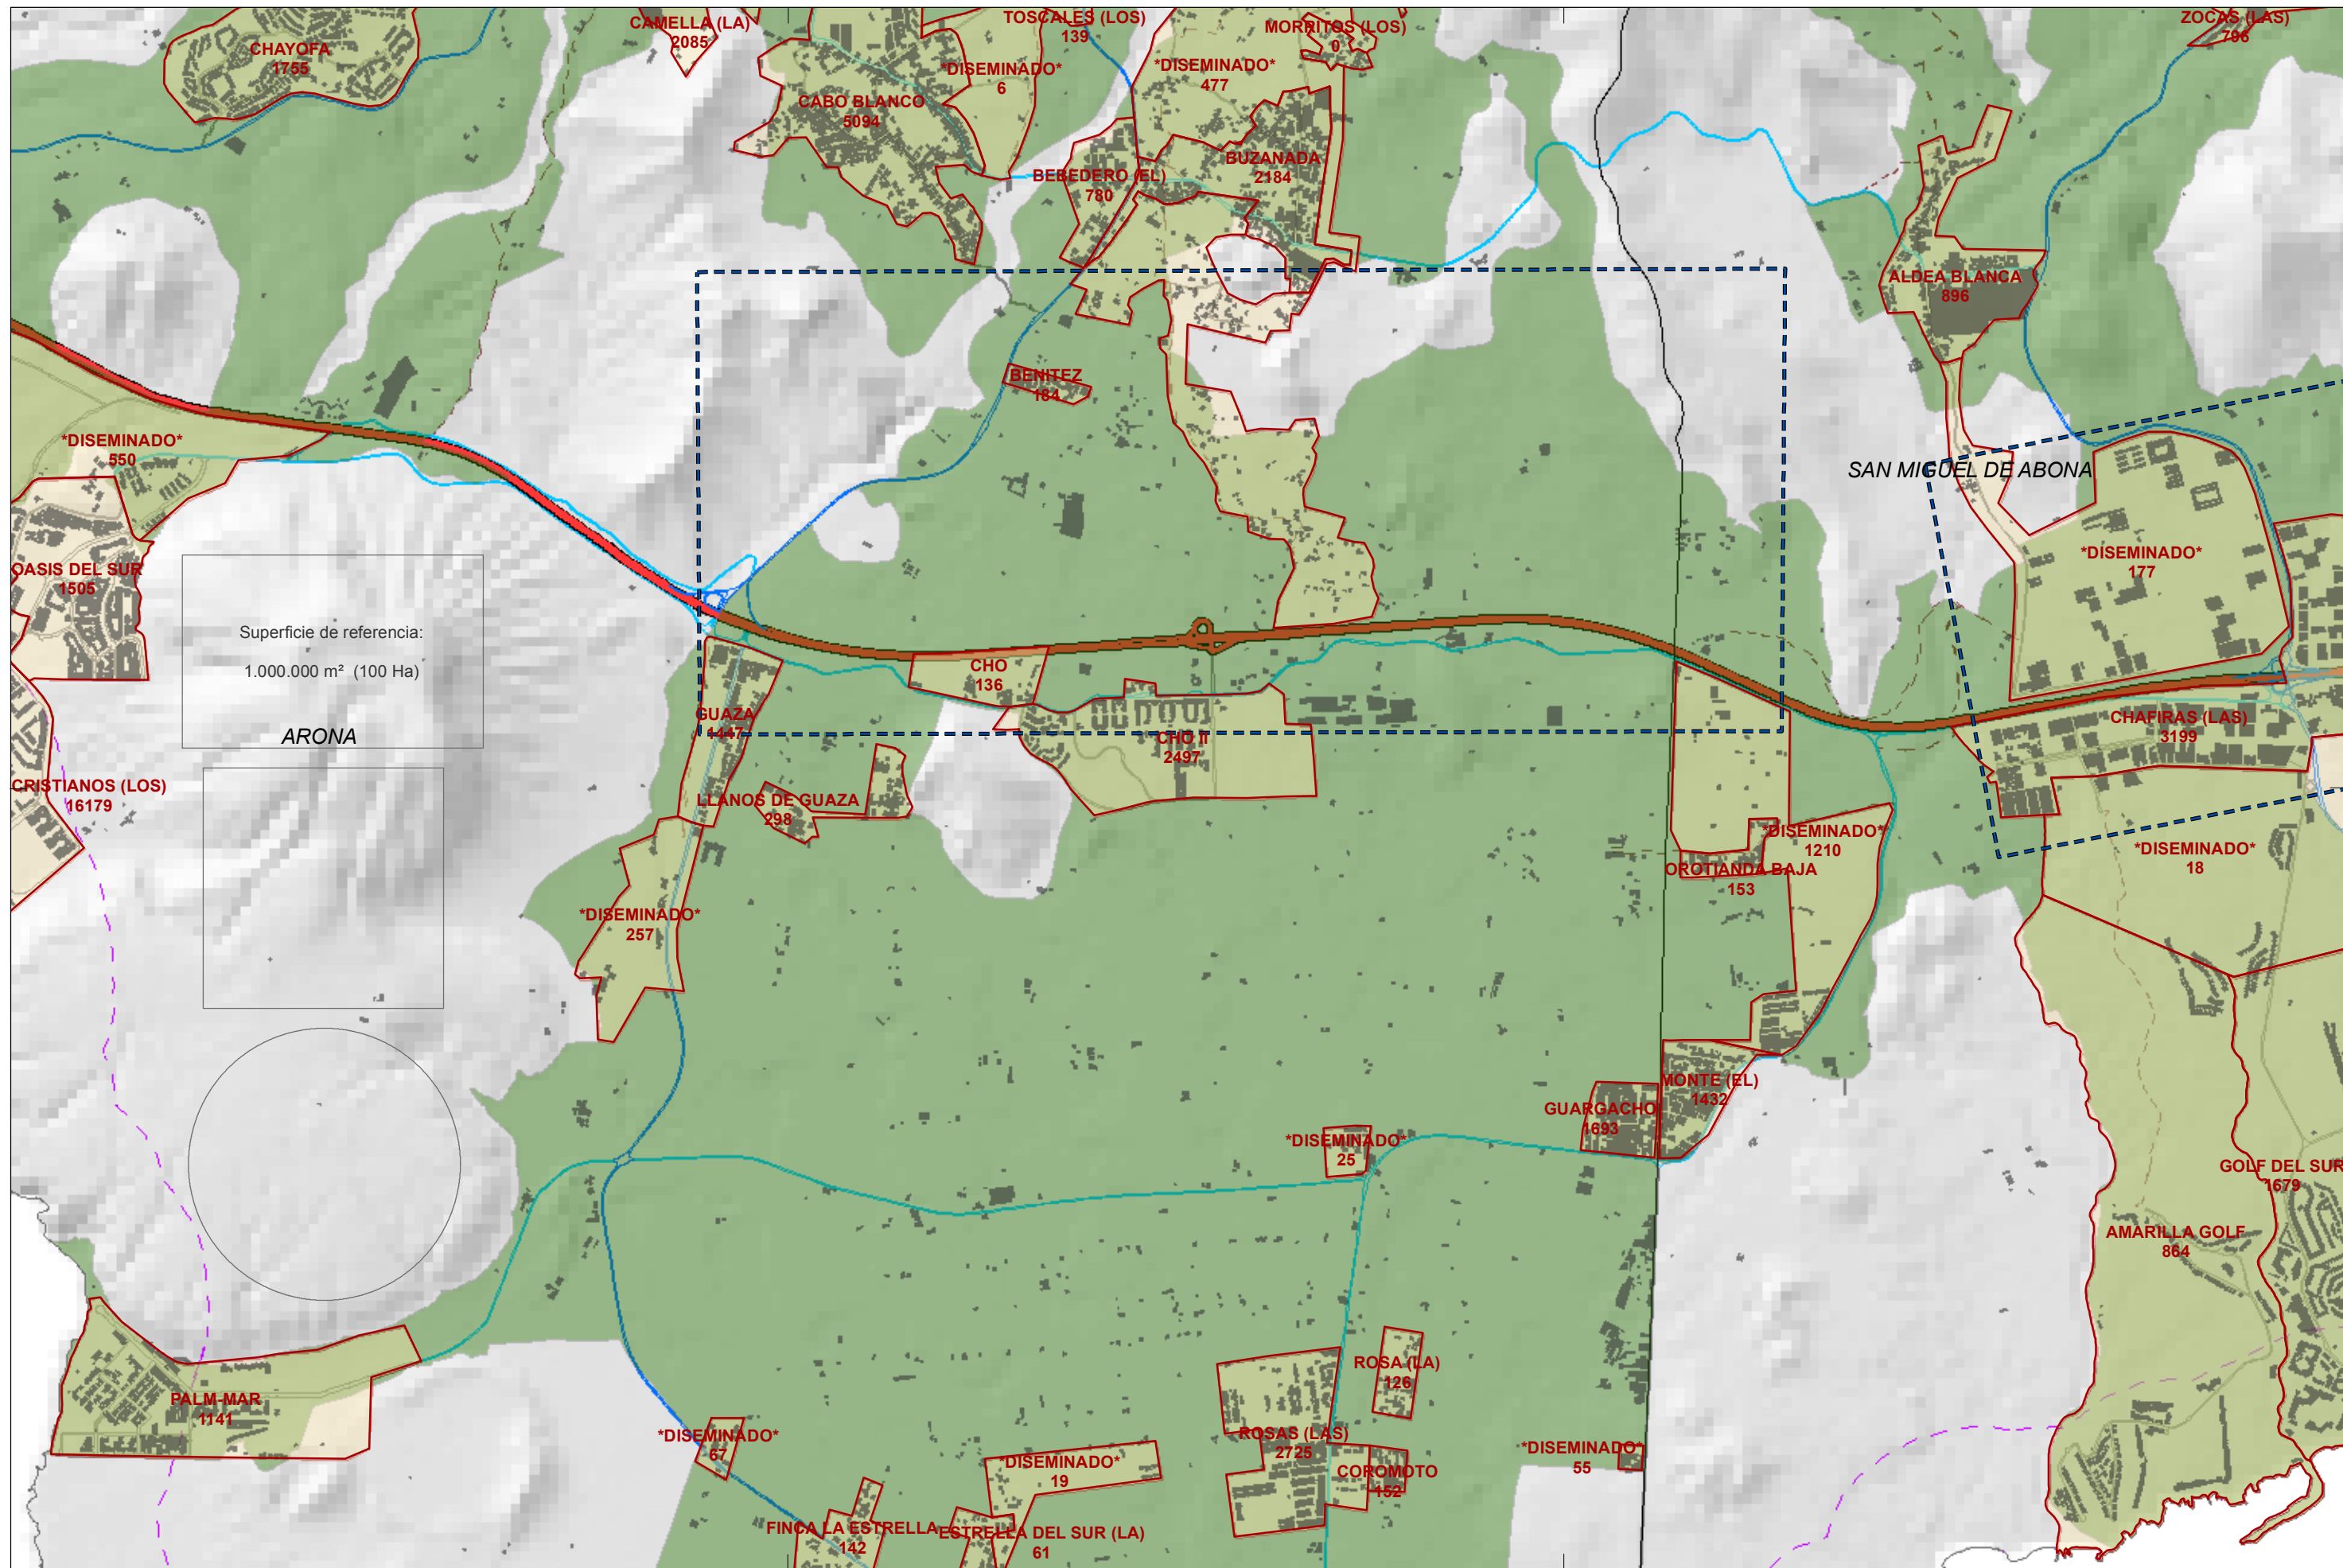 CAMELLA (LA)
2085
TOSCALES (LOS)
139
MORRITOS (LOS)
0
ZOCAS (LAS)
796
CHAYOFA
1755
*DISEMINADO*
6
*DISEMINADO*
477
CABO BLANCO
5094
BUZANADA
2184
BEBEDERO (EL)
780
ALDEA BLANCA
896
BENITEZ
184
*DISEMINADO*
550
SAN MIGUEL DE ABONA
*DISEMINADO*
177
OASIS DEL SUR
1505
Superficie de referencia:
1.000.000 m² (100 Ha)
ARONA
CHO
136
GUAZA
1447
CHO II
2497
CHAFIRAS (LAS)
3199
CRISTIANOS (LOS)
16179
LLANOS DE GUAZA
298
*DISEMINADO*
1210
OROTIANDA BAJA
153
*DISEMINADO*
18
*DISEMINADO*
257
MONTE (EL)
1432
GUARGACHO
1693
*DISEMINADO*
25
GOLF DEL SUR
1679
AMARILLA GOLF
864
PALM-MAR
1141
ROSA (LA)
126
*DISEMINADO*
67
ROSAS (LAS)
2725
*DISEMINADO*
19
COROMOTO
152
*DISEMINADO*
55
FINCA LA ESTRELLA
142
ESTRELLA DEL SUR (LA)
61